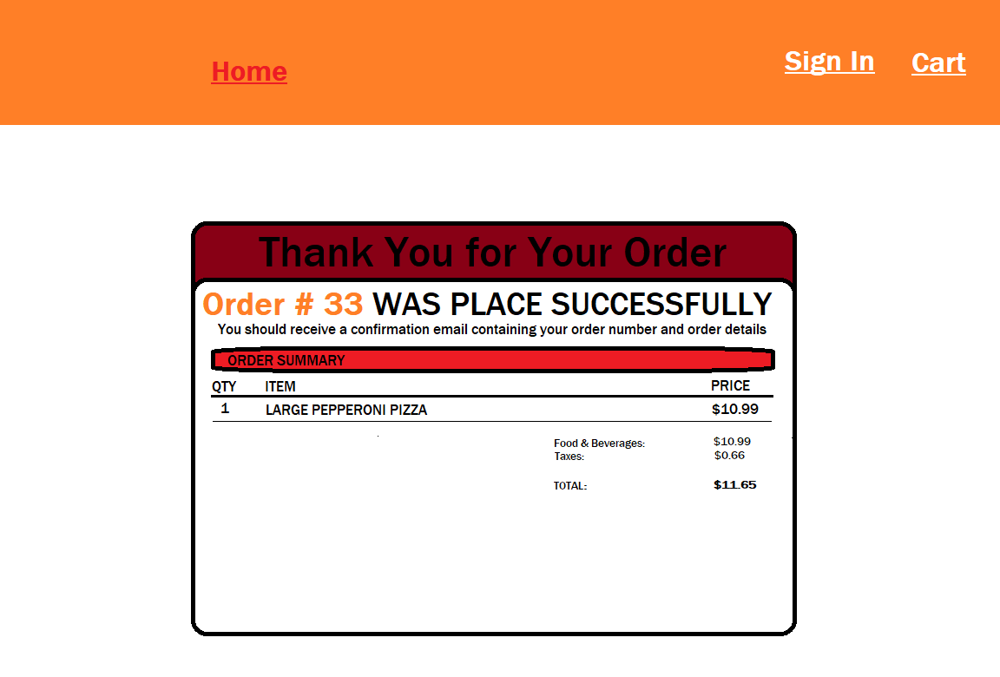 Home Sign In Cart
Thank You for Your Order
Order # 33 WAS PLACE SUCCESSFULLY
You should receive a confirmation email containing your order number and order details
ORDER SUMMARY
QTY ITEM PRICE
1 LARGE PEPPERONI PIZZA $10.99
Food & Beverages: $10.99
Taxes: $0.66
TOTAL: $11.65